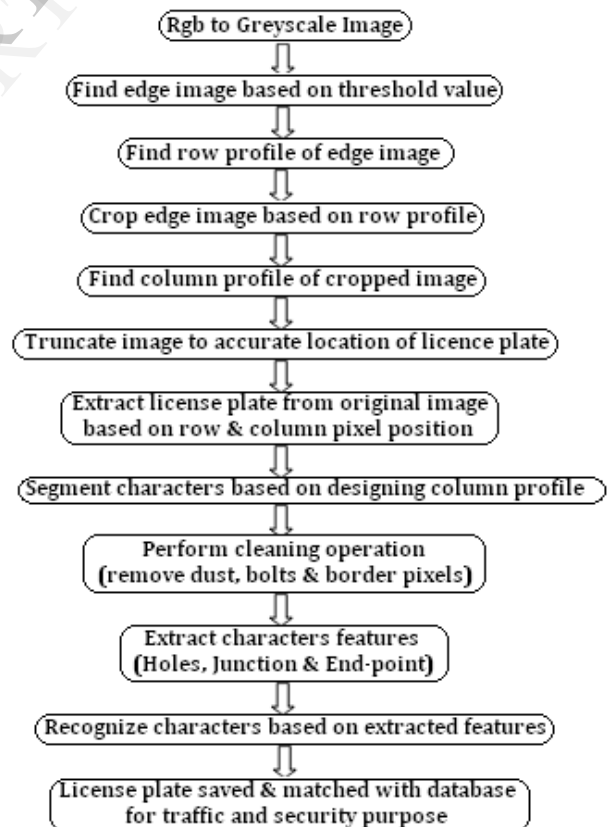 Rgb to Greyscale Image
Find edge image based on threshold value
Find row profile of edge image
Crop edge image based on row profile
Find column profile of cropped image
Truncate image to accurate location of licence plate
Extract license plate from original image
based on row & column pixel position
Segment characters based on designing column profile
Perform cleaning operation
(remove dust, bolts & border pixels)
Extract characters features
(Holes, Junction & End-point)
Recognize characters based on extracted features
License plate saved & matched with database
for traffic and security purpose